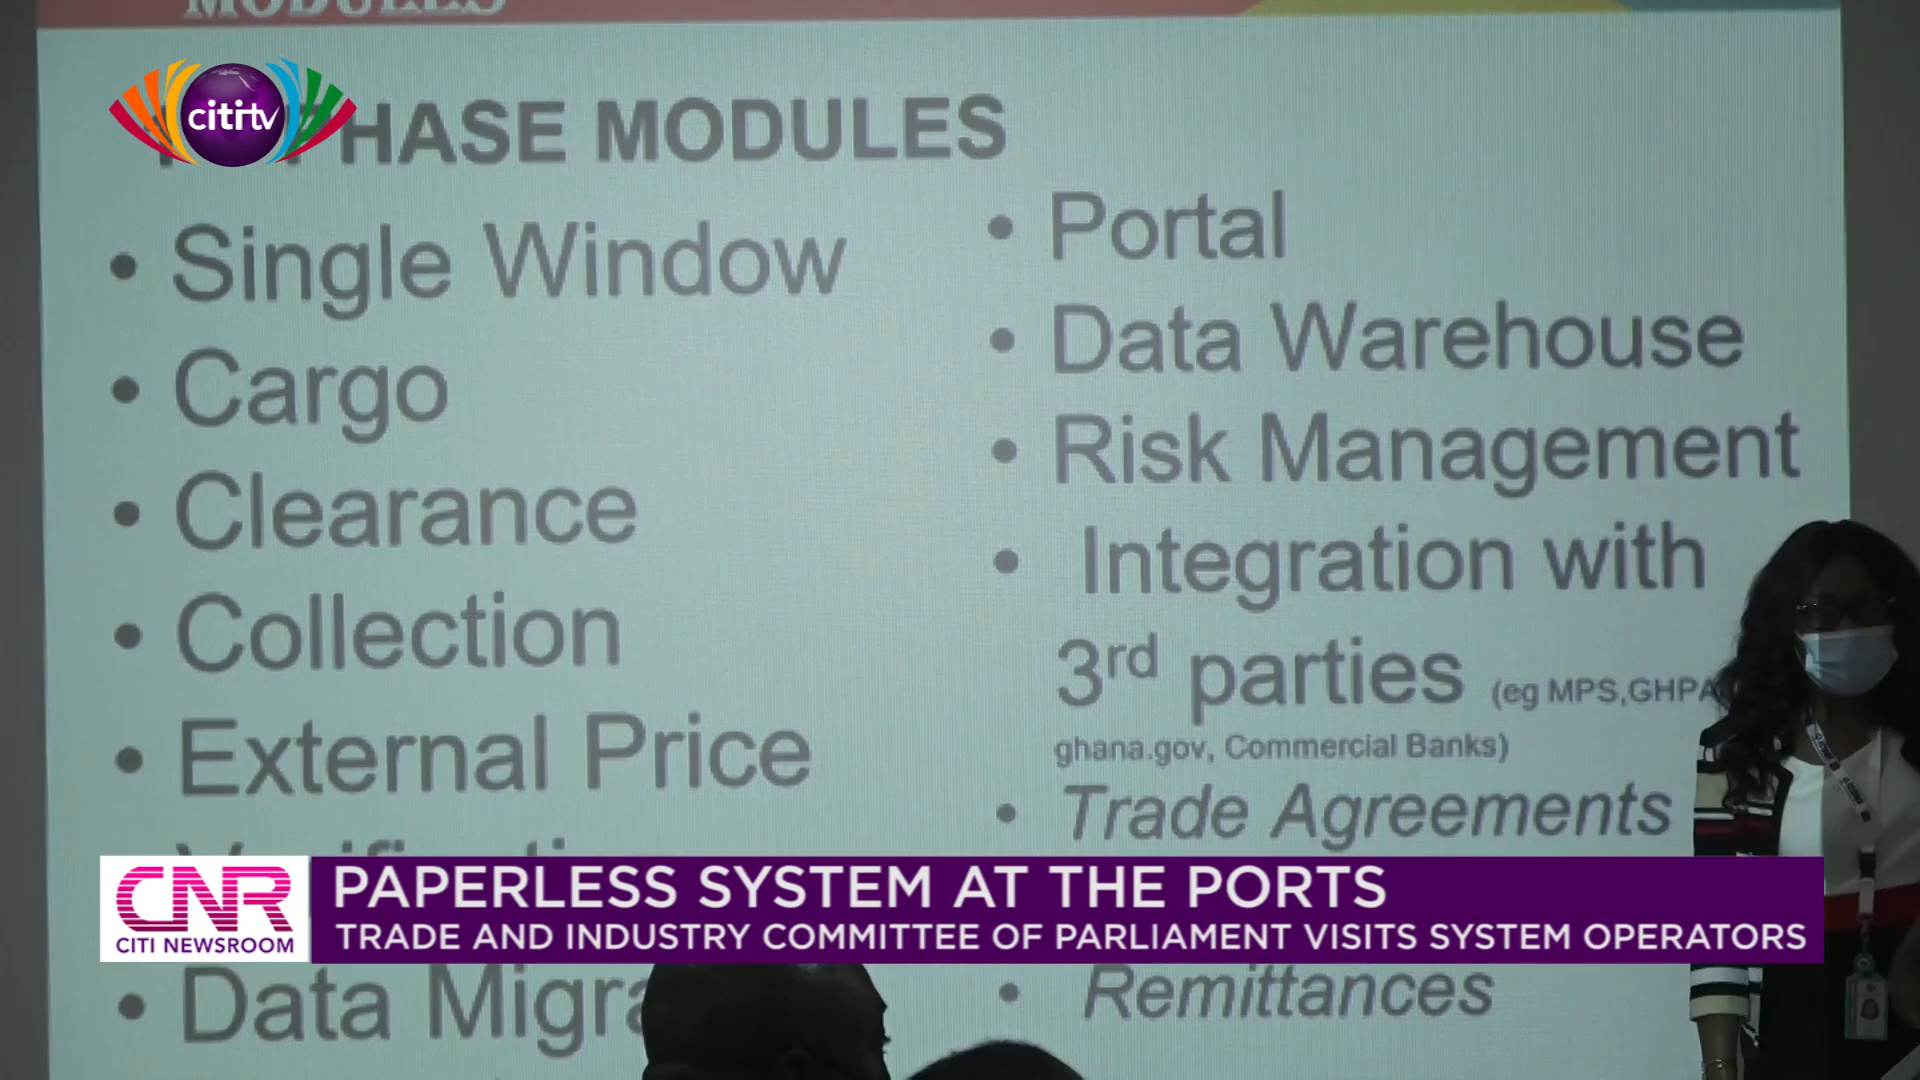 MODULES
citi tv
PHASE MODULES
• Single Window
• Cargo
• Clearance
• Collection
• External Price
• Data
• Portal
• Data Warehouse
• Risk Management
• Integration with
3rd parties (eg MPS,GHPA
ghana.gov, Commercial Banks)
• Trade Agreements
• Remittances
CNR
CITI NEWSROOM
PAPERLESS SYSTEM AT THE PORTS
TRADE AND INDUSTRY COMMITTEE OF PARLIAMENT VISITS SYSTEM OPERATORS